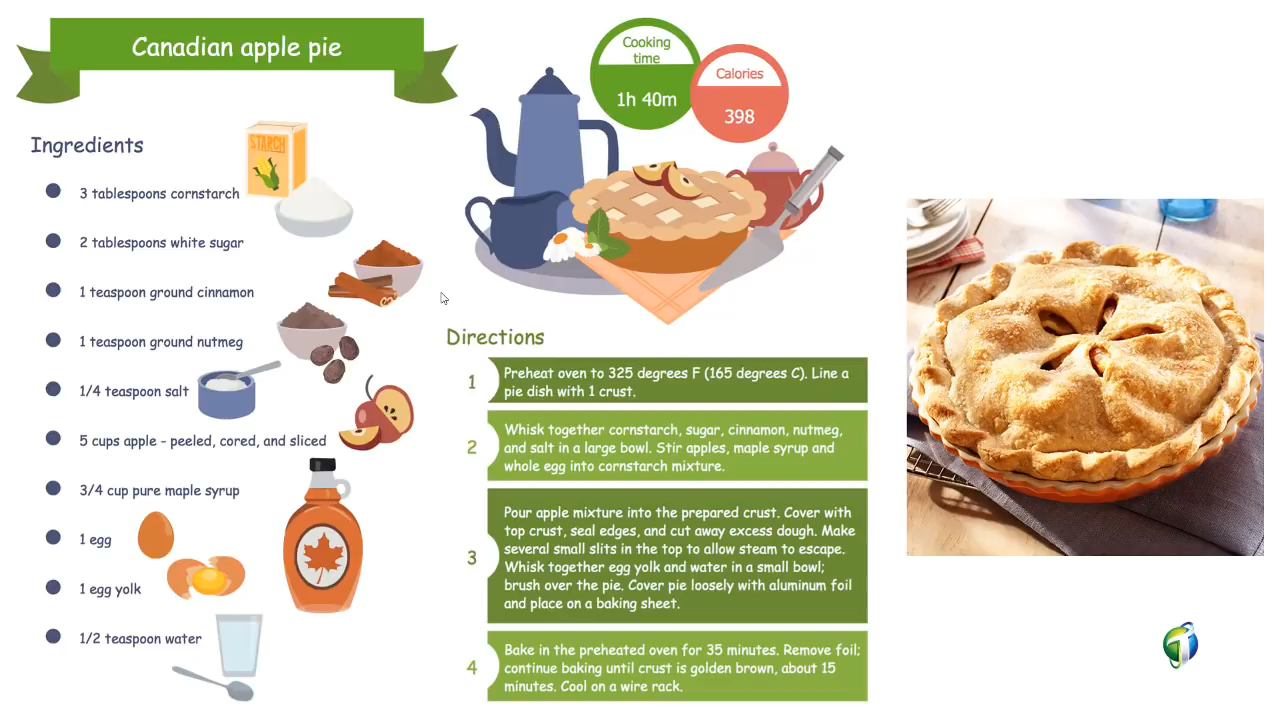 Canadian apple pie
Ingredients
STARCH
3 tablespoons cornstarch
2 tablespoons white sugar
1 teaspoon ground cinnamon
1 teaspoon ground nutmeg
1/4 teaspoon salt
5 cups apple - peeled, cored, and sliced
3/4 cup pure maple syrup
1 egg
1 egg yolk
1/2 teaspoon water
Cooking
time
1h 40m
Calories
398
Directions
1
Preheat oven to 325 degrees F (165 degrees C). Line a
pie dish with 1 crust.
2
Whisk together cornstarch, sugar, cinnamon, nutmeg,
and salt in a large bowl. Stir apples, maple syrup and
whole egg into cornstarch mixture.
3
Pour apple mixture into the prepared crust. Cover with
top crust, seal edges, and cut away excess dough. Make
several small slits in the top to allow steam to escape.
Whisk together egg yolk and water in a small bowl;
brush over the pie. Cover pie loosely with aluminum foil
and place on a baking sheet.
4
Bake in the preheated oven for 35 minutes. Remove foil;
continue baking until crust is golden brown, about 15
minutes. Cool on a wire rack.
T